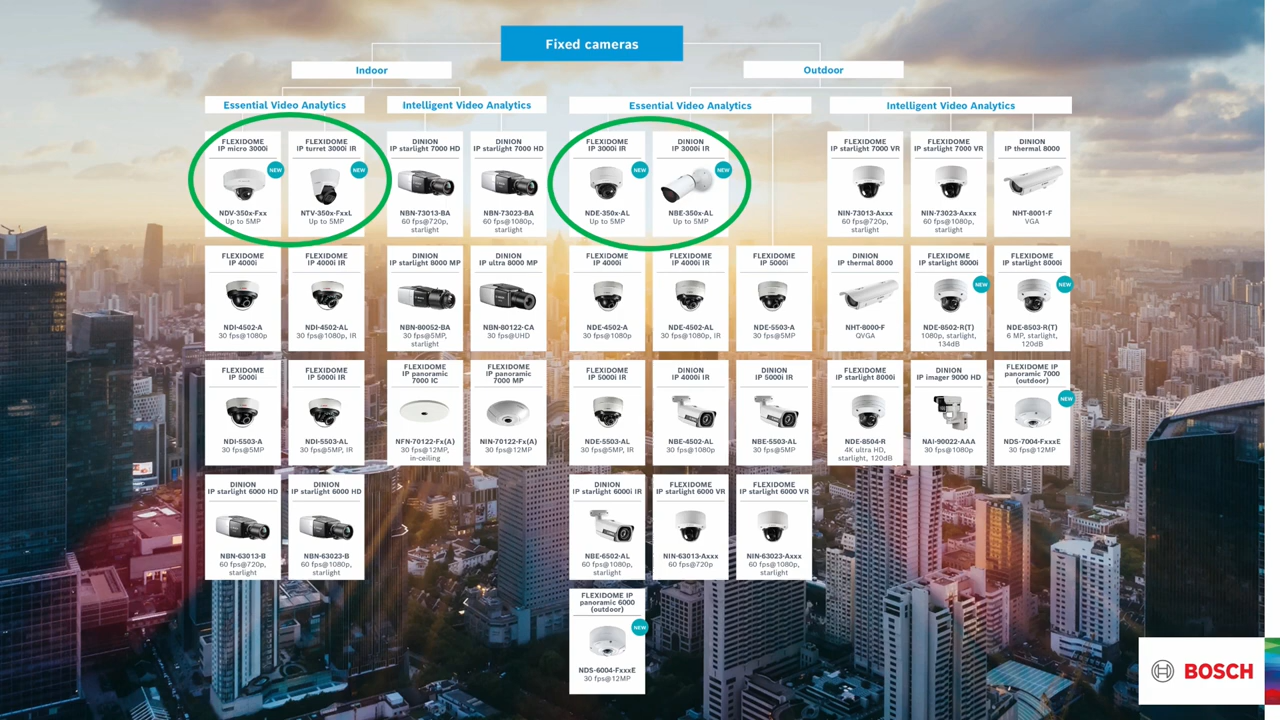 Fixed cameras
Indoor
Outdoor
Essential Video Analytics
Intelligent Video Analytics
Essential Video Analytics
Intelligent Video Analytics
FLEXIDOME
IP micro 3000i
NEW
NDV-350x-Fxx
Up to 5MP
FLEXIDOME
IP turret 3000i IR
NEW
NTV-350x-FxxL
Up to 5MP
DINION
IP starlight 7000 HD
NBN-73013-BA
60 fps@720p,
starlight
DINION
IP starlight 7000 HD
NBN-73023-BA
60 fps@1080p,
starlight
FLEXIDOME
IP 3000i IR
NEW
NDE-350x-AL
Up to 5MP
DINION
IP 3000i IR
NEW
NBE-350x-AL
Up to 5MP
FLEXIDOME
IP starlight 7000 VR
NIN-73013-Axxx
60 fps@720p,
starlight
FLEXIDOME
IP starlight 7000 VR
NIN-73023-Axxx
60 fps@1080p,
starlight
DINION
IP thermal 8000
NHT-8001-F
VGA
FLEXIDOME
IP 4000i
NDI-4502-A
30 fps@1080p
FLEXIDOME
IP 4000i IR
NDI-4502-AL
30 fps@1080p, IR
DINION
IP starlight 8000 MP
NBN-80052-BA
30 fps@5MP,
starlight
DINION
IP ultra 8000 MP
NBN-80122-CA
30 fps@UHD
FLEXIDOME
IP 4000i
NDE-4502-A
30 fps@1080p
FLEXIDOME
IP 4000i IR
NDE-4502-AL
30 fps@1080p, IR
FLEXIDOME
IP 5000i
NDE-5503-A
30 fps@5MP
DINION
IP thermal 8000
NHT-8000-F
QVGA
FLEXIDOME
IP starlight 8000i
NEW
NDE-8502-R(T)
1080p, starlight,
134dB
FLEXIDOME
IP starlight 8000i
NEW
NDE-8503-R(T)
6 MP, starlight,
120dB
FLEXIDOME
IP 5000i
NDI-5503-A
30 fps@5MP
FLEXIDOME
IP 5000i IR
NDI-5503-AL
30 fps@5MP, IR
FLEXIDOME
IP panoramic
7000 IC
NFN-70122-Fx(A)
30 fps@12MP,
in-ceiling
FLEXIDOME
IP panoramic
7000 MP
NIN-70122-Fx(A)
30 fps@12MP
FLEXIDOME
IP 5000i IR
NDE-5503-AL
30 fps@5MP, IR
DINION
IP 4000i IR
NBE-4502-AL
30 fps@1080p
DINION
IP 5000i IR
NBE-5503-AL
30 fps@5MP
FLEXIDOME
IP starlight 8000i
NDE-8504-R
4K ultra HD,
starlight, 120dB
DINION
IP imager 9000 HD
NAI-90022-AAA
30 fps@1080p
FLEXIDOME IP
panoramic 7000
(outdoor)
NEW
NDS-7004-FxxxE
30 fps@12MP
DINION
IP starlight 6000 HD
NBN-63013-B
60 fps@720p,
starlight
DINION
IP starlight 6000 HD
NBN-63023-B
60 fps@1080p,
starlight
DINION
IP starlight 6000i IR
NBE-6502-AL
60 fps@1080p,
starlight
FLEXIDOME
IP starlight 6000 VR
NIN-63013-Axxx
60 fps@720p
FLEXIDOME
IP starlight 6000 VR
NIN-63023-Axxx
60 fps@1080p,
starlight
FLEXIDOME IP
panoramic 6000
(outdoor)
NEW
NDS-6004-FxxxE
30 fps@12MP
BOSCH